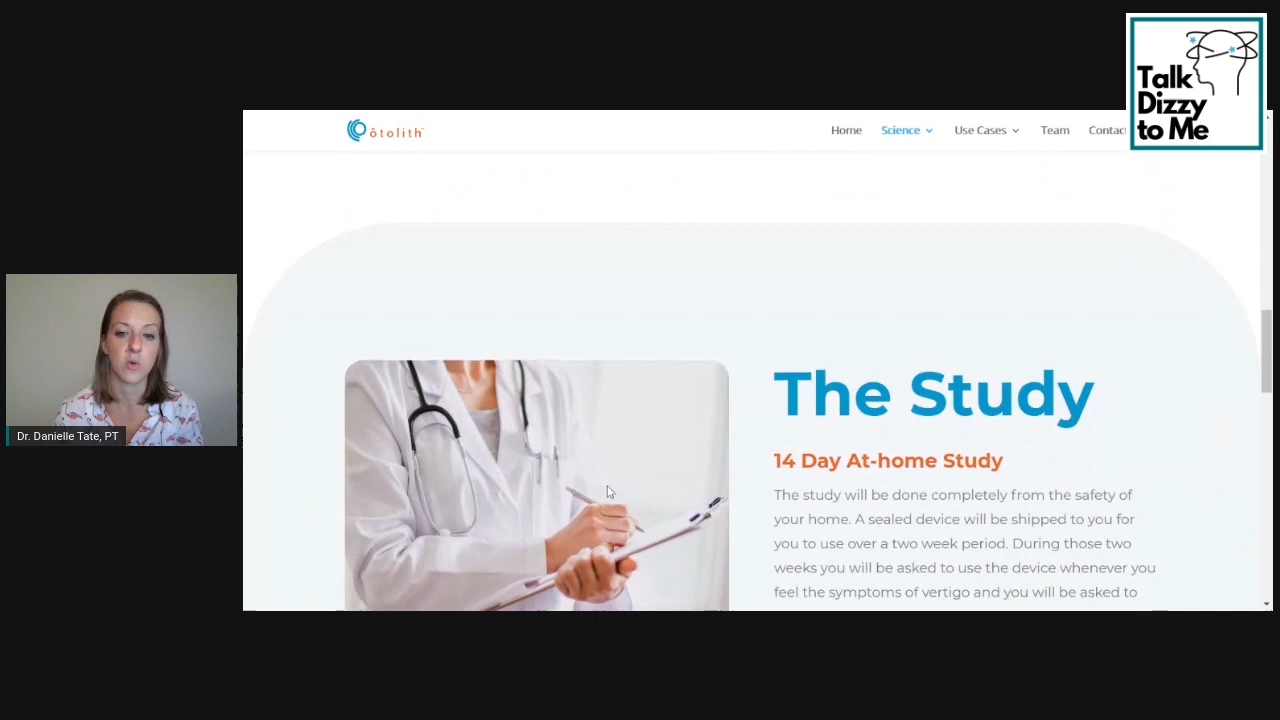 Talk
Dizzy
to Me
ōtolith
Home
Science
Use Cases
Team
Contact
The Study
14 Day At-home Study
The study will be done completely from the safety of
your home. A sealed device will be shipped to you for
you to use over a two week period. During those two
weeks you will be asked to use the device whenever you
feel the symptoms of vertigo and you will be asked to
Dr. Danielle Tate, PT